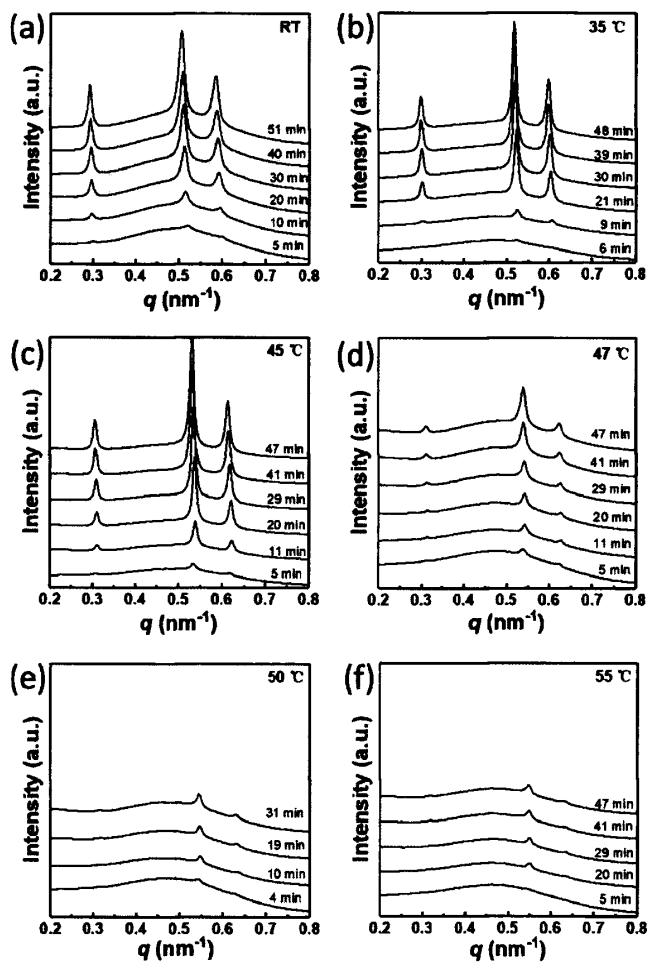 (a) RT
51 min
40 min
30 min
20 min
10 min
5 min
Intensity (a.u.)
0.2 0.3 0.4 0.5 0.6 0.7 0.8
q (nm⁻¹)
(b) 35 ℃
48 min
39 min
30 min
21 min
9 min
6 min
Intensity (a.u.)
0.2 0.3 0.4 0.5 0.6 0.7 0.8
q (nm⁻¹)
(c) 45 ℃
47 min
41 min
29 min
20 min
11 min
5 min
Intensity (a.u.)
0.2 0.3 0.4 0.5 0.6 0.7 0.8
q (nm⁻¹)
(d) 47 ℃
47 min
41 min
29 min
20 min
11 min
5 min
Intensity (a.u.)
0.2 0.3 0.4 0.5 0.6 0.7 0.8
q (nm⁻¹)
(e) 50 ℃
31 min
19 min
10 min
4 min
Intensity (a.u.)
0.2 0.3 0.4 0.5 0.6 0.7 0.8
q (nm⁻¹)
(f) 55 ℃
47 min
41 min
29 min
20 min
5 min
Intensity (a.u.)
0.2 0.3 0.4 0.5 0.6 0.7 0.8
q (nm⁻¹)